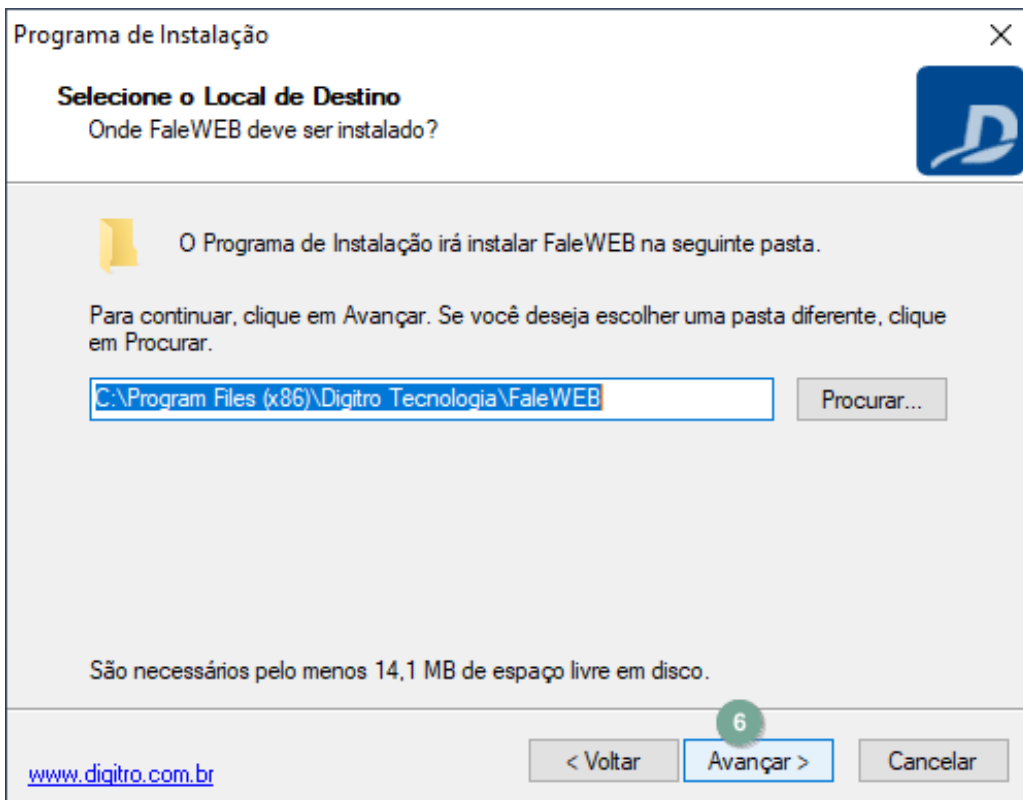 Programa de Instalação
Selecione o Local de Destino
Onde FaleWEB deve ser instalado?
O Programa de Instalação irá instalar FaleWEB na seguinte pasta.
Para continuar, clique em Avançar. Se você deseja escolher uma pasta diferente, clique
em Procurar.
C:\Program Files (x86)\Digitro Tecnologia\FaleWEB
Procurar...
São necessários pelo menos 14,1 MB de espaço livre em disco.
6
www.digitro.com.br
< Voltar
Avançar >
Cancelar